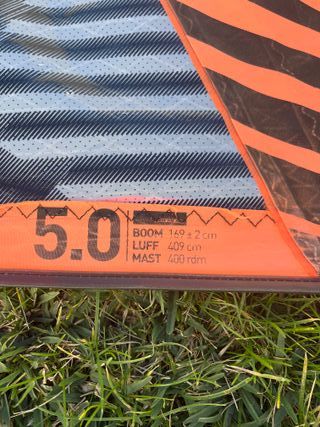 5.0
BOOM 169 ± 2 cm
LUFF 409 cm
MAST 400 rdm